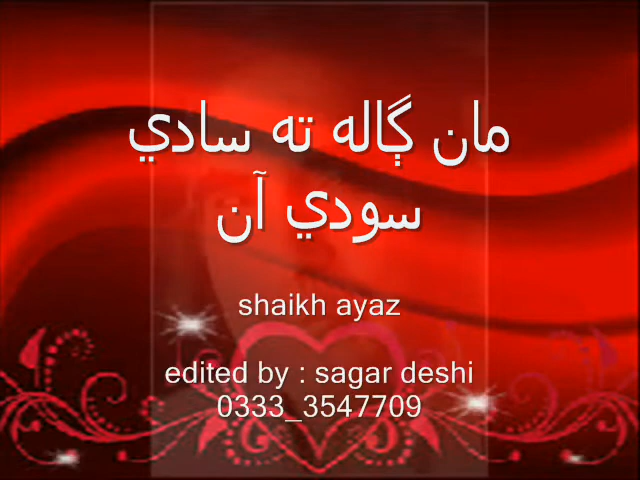 مان ڳاله ته سادي
سودي آن
shaikh ayaz
edited by : sagar deshi
0333_3547709